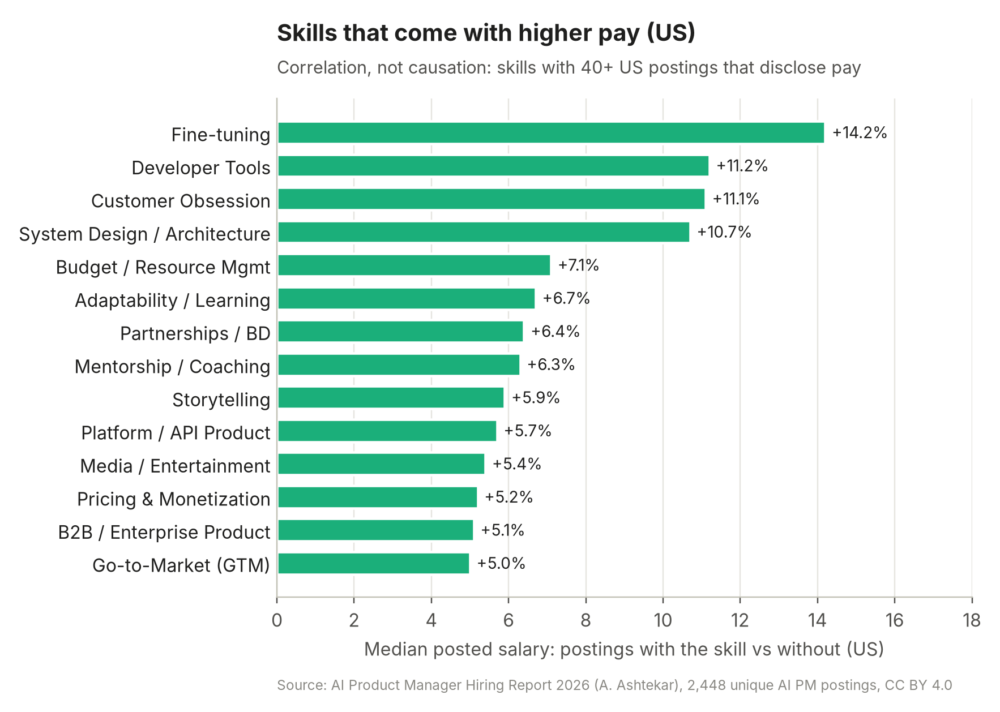 Skills that come with higher pay (US)
Correlation, not causation: skills with 40+ US postings that disclose pay
Fine-tuning +14.2%
Developer Tools +11.2%
Customer Obsession +11.1%
System Design / Architecture +10.7%
Budget / Resource Mgmt +7.1%
Adaptability / Learning +6.7%
Partnerships / BD +6.4%
Mentorship / Coaching +6.3%
Storytelling +5.9%
Platform / API Product +5.7%
Media / Entertainment +5.4%
Pricing & Monetization +5.2%
B2B / Enterprise Product +5.1%
Go-to-Market (GTM) +5.0%
0 2 4 6 8 10 12 14 16 18
Median posted salary: postings with the skill vs without (US)
Source: AI Product Manager Hiring Report 2026 (A. Ashtekar), 2,448 unique AI PM postings, CC BY 4.0